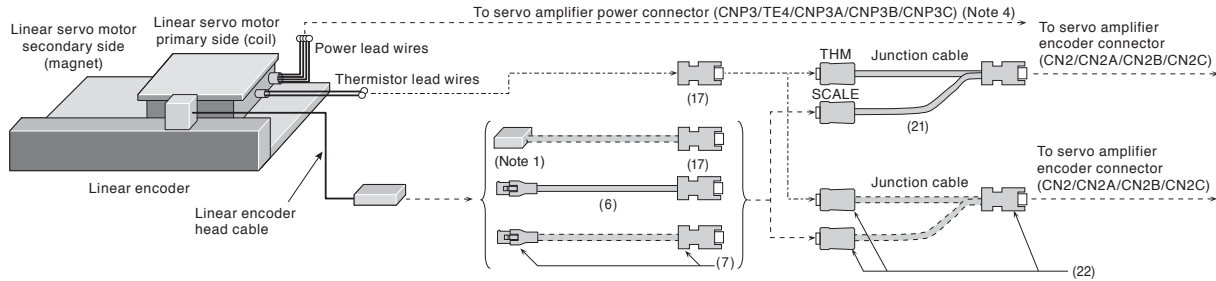 To servo amplifier power connector (CNP3/TE4/CNP3A/CNP3B/CNP3C) (Note 4)
Linear servo motor
secondary side
(magnet)
Linear servo motor
primary side (coil)
Power lead wires
Thermistor lead wires
(17)
THM
Junction cable
SCALE
(21)
To servo amplifier
encoder connector
(CN2/CN2A/CN2B/CN2C)
(Note 1)
(17)
(6)
(7)
Linear encoder
Linear encoder
head cable
Junction cable
To servo amplifier
encoder connector
(CN2/CN2A/CN2B/CN2C)
(22)